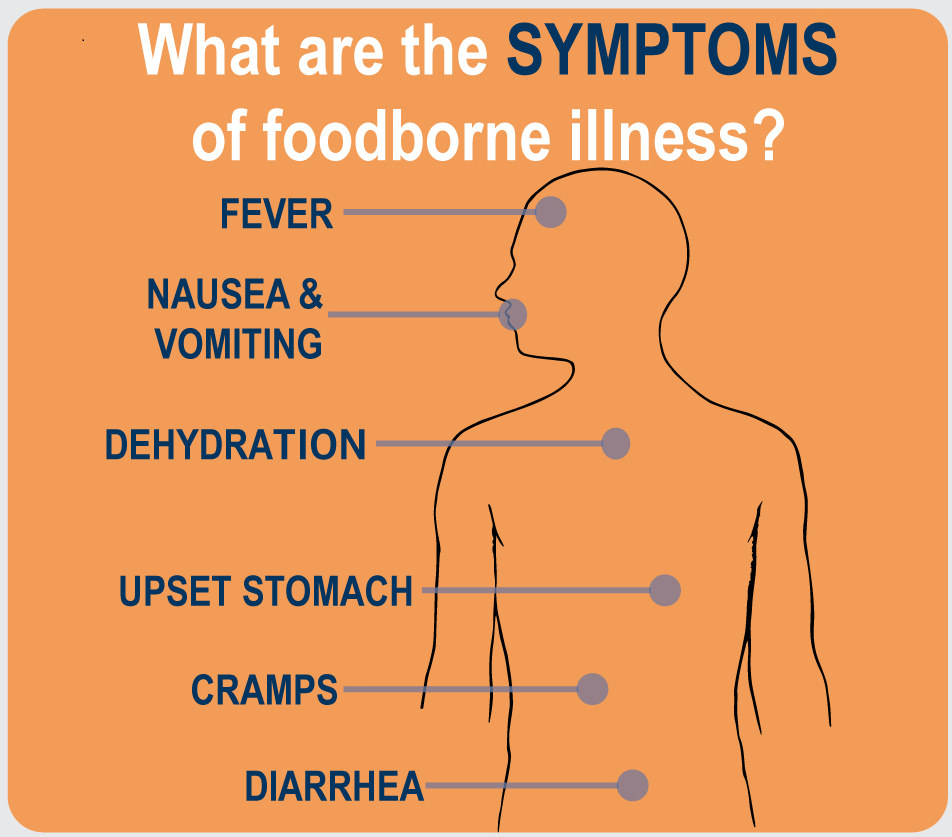 What are the SYMPTOMS
of foodborne illness?
FEVER
NAUSEA &
VOMITING
DEHYDRATION
UPSET STOMACH
CRAMPS
DIARRHEA